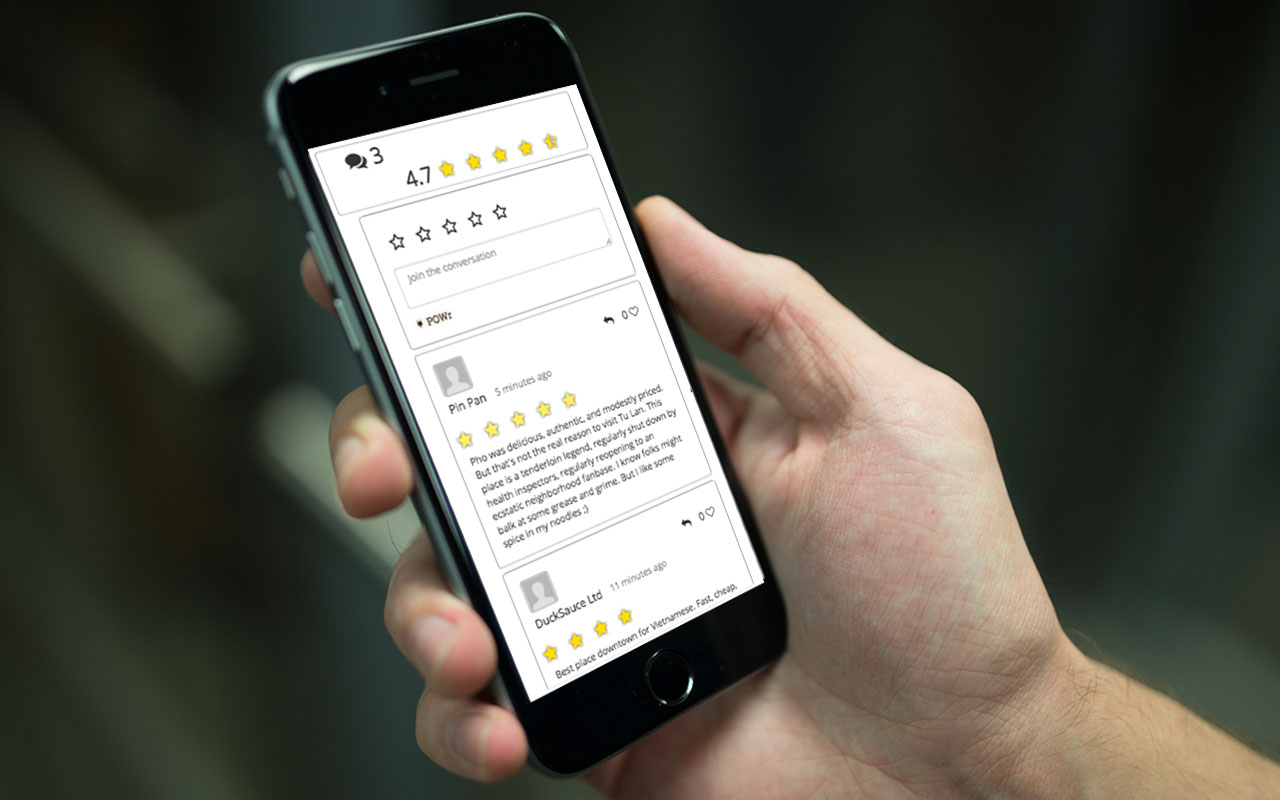 3
4.7
Join the conversation
POWr
0
Pin Pan 5 minutes ago
Pho was delicious, authentic, and modestly priced.
But that's not the real reason to visit Tu Lan. This
place is a tenderloin legend, regularly shut down by
health inspectors, regularly reopening to an
ecstatic neighborhood fanbase. I know folks might
balk at some grease and grime. But I like some
spice in my noodles ;)
0
DuckSauce Ltd 11 minutes ago
Best place downtown for Vietnamese. Fast, cheap,